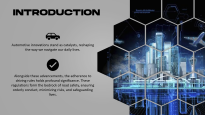 INTRODUCTION
Automotive innovations stand as catalysts, reshaping
the way we navigate our daily lives.
Alongside these advancements, the adherence to
driving rules holds profound significance. These
regulations form the bedrock of road safety, ensuring
orderly conduct, minimizing risks, and safeguarding
lives.